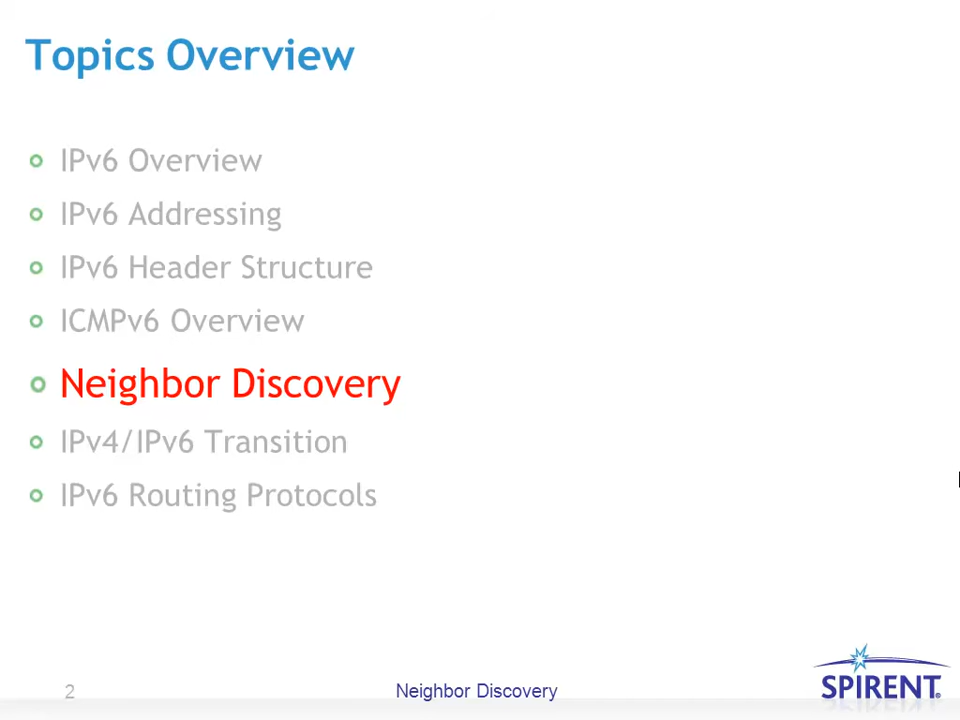 Topics Overview
IPv6 Overview
IPv6 Addressing
IPv6 Header Structure
ICMPv6 Overview
Neighbor Discovery
IPv4/IPv6 Transition
IPv6 Routing Protocols
2
Neighbor Discovery
SPIRENT®